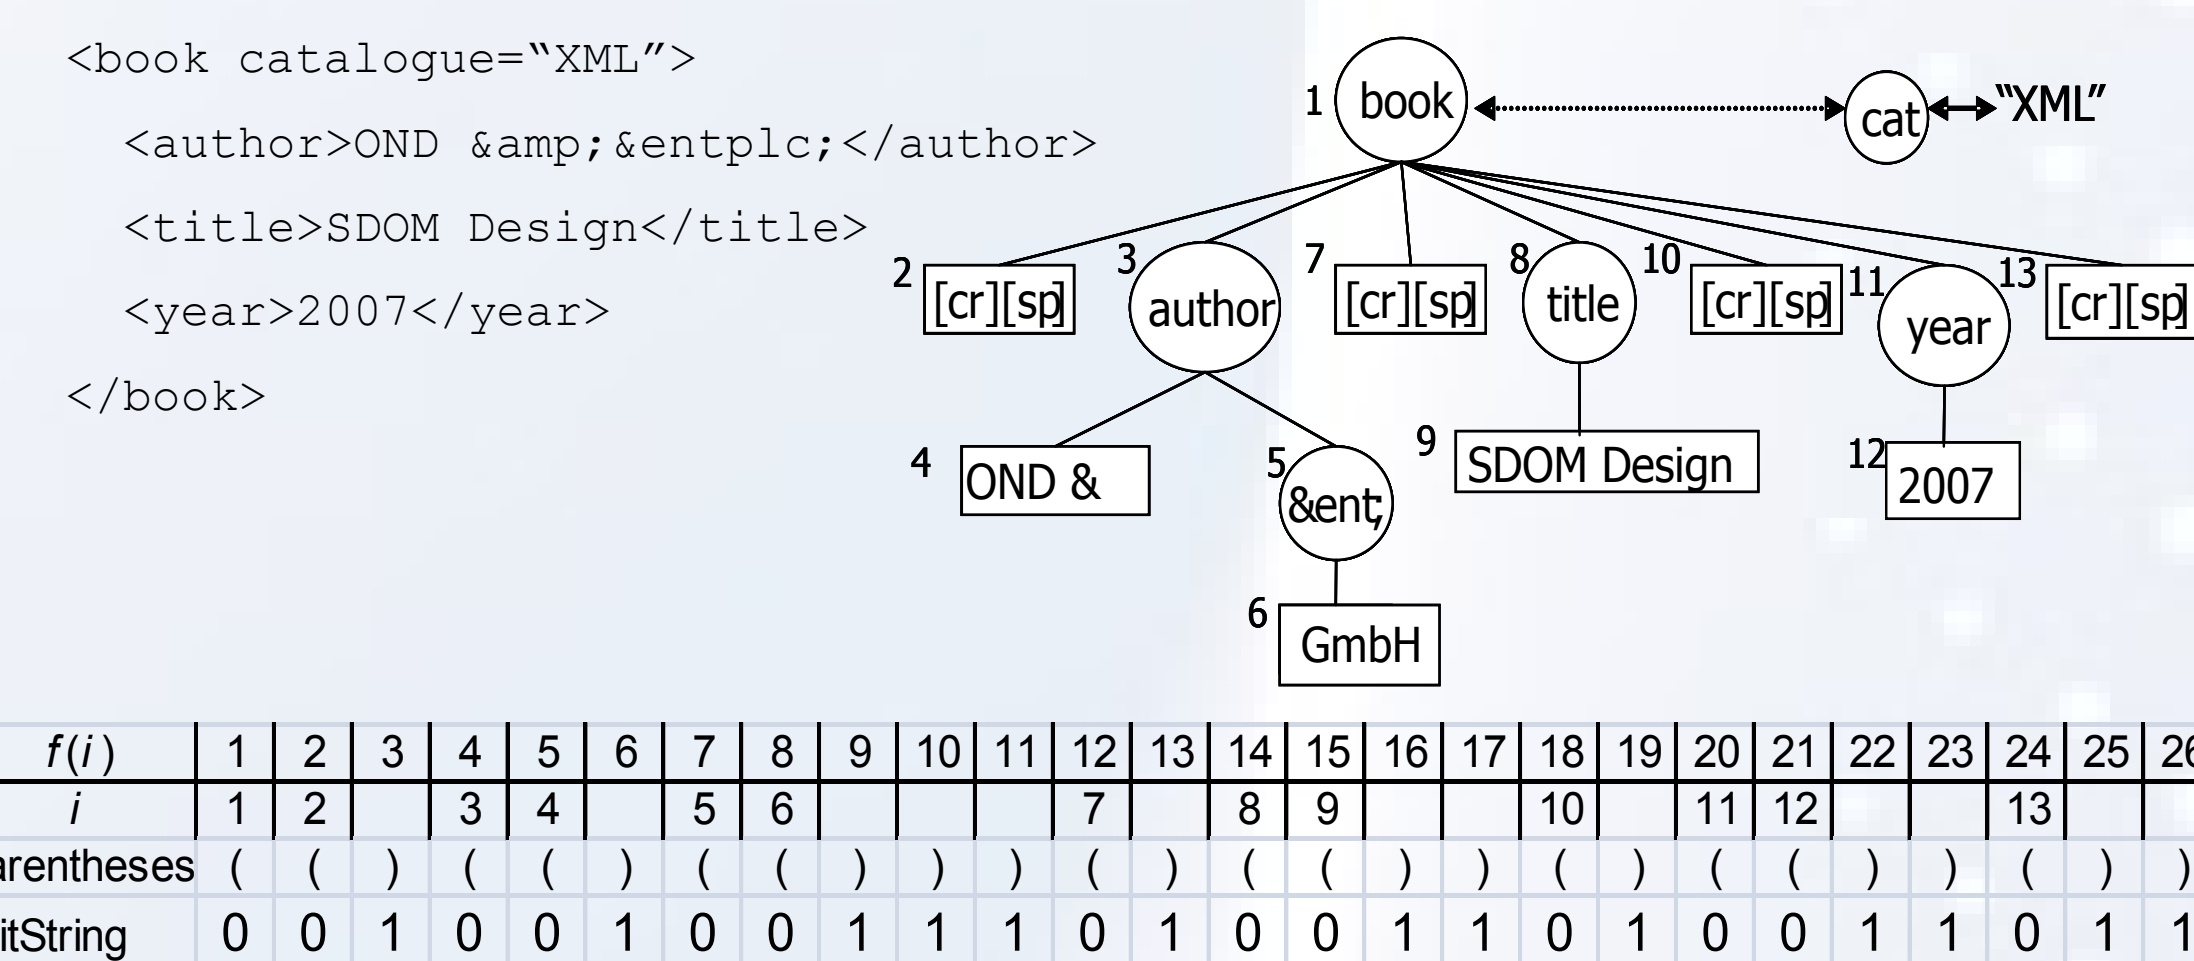 <book catalogue=“XML”>
<author>OND &amp;&entplc;</author>
<title>SDOM Design</title>
<year>2007</year>
</book>
1 book cat “XML”
2 [cr][sp] 3 author 7 [cr][sp] 8 title 10 [cr][sp] 11 year 13 [cr][sp]
4 OND & 5 &ent; 9 SDOM Design 12 2007
6 GmbH
f(i) 1 2 3 4 5 6 7 8 9 10 11 12 13 14 15 16 17 18 19 20 21 22 23 24 25 26
i 1 2 3 4 5 6 7 8 9 10 11 12 13
arentheses ( ( ) ( ( ) ( ( ) ) ) ( ) ( ( ) ) ( ) ( ( ) ) ( ) )
itString 0 0 1 0 0 1 0 0 1 1 1 0 1 0 0 1 1 0 1 0 0 1 1 0 1 1